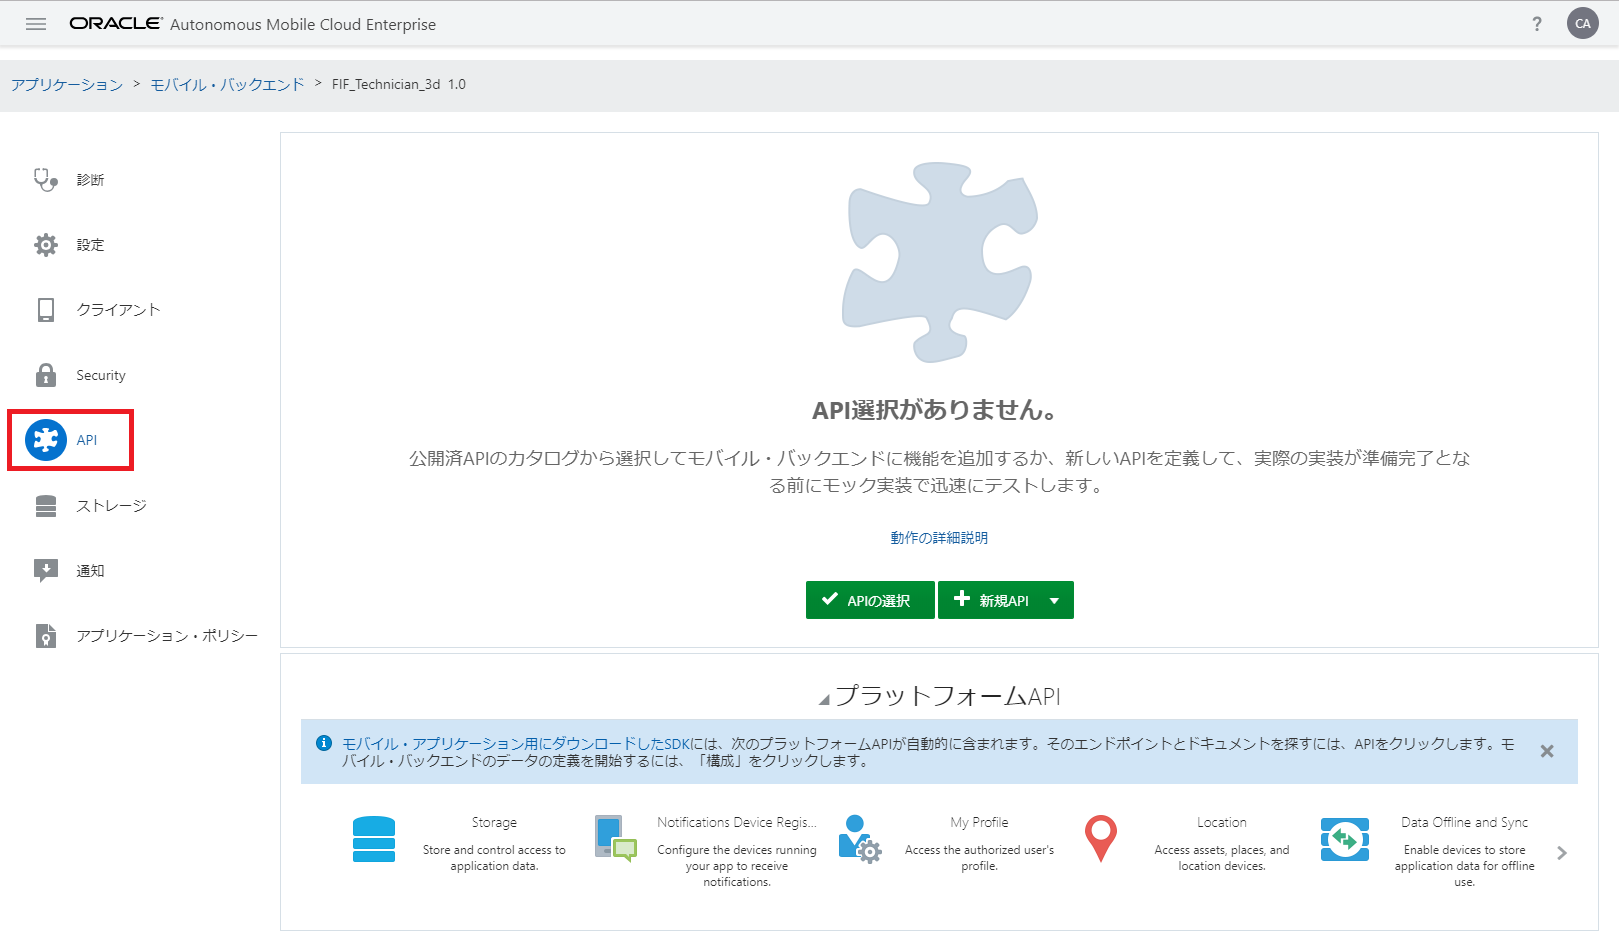 ORACLE Autonomous Mobile Cloud Enterprise
? CA
アプリケーション > モバイル・バックエンド > FIF_Technician_3d 1.0
診断
設定
クライアント
Security
API
ストレージ
通知
アプリケーション・ポリシー
API選択がありません。
公開済APIのカタログから選択してモバイル・バックエンドに機能を追加するか、新しいAPIを定義して、実際の実装が準備完了とな
る前にモック実装で迅速にテストします。
動作の詳細説明
APIの選択
新規API
プラットフォームAPI
モバイル・アプリケーション用にダウンロードしたSDKには、次のプラットフォームAPIが自動的に含まれます。そのエンドポイントとドキュメントを探すには、APIをクリックします。モ
バイル・バックエンドのデータの定義を開始するには、「構成」をクリックします。
Storage
Store and control access to
application data.
Notifications Device Regis...
Configure the devices running
your app to receive
notifications.
My Profile
Access the authorized user's
profile.
Location
Access assets, places, and
location devices.
Data Offline and Sync
Enable devices to store
application data for offline
use.